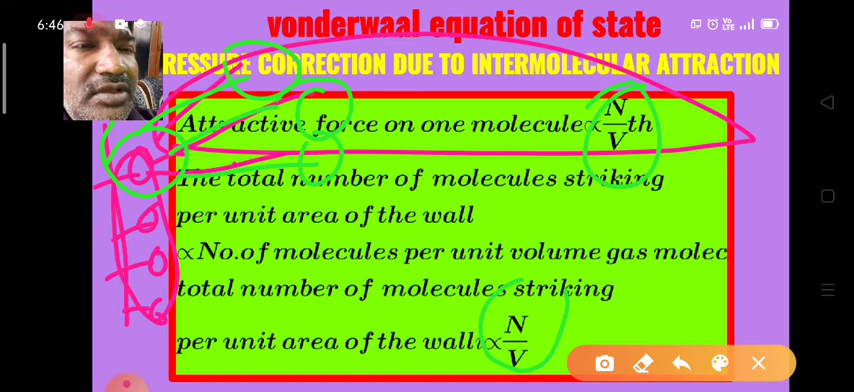 6:46
Vo
LTE
vonderwaal equation of state
RESSURE CORRECTION DUE TO INTERMOLECULAR ATTRACTION
Attractive force on one molecule∝ N/V th
The total number of molecules striking
per unit area of the wall
∝No.of molecules per unit volume gas molec
total number of molecules striking
per unit area of the wall ∝ N/V